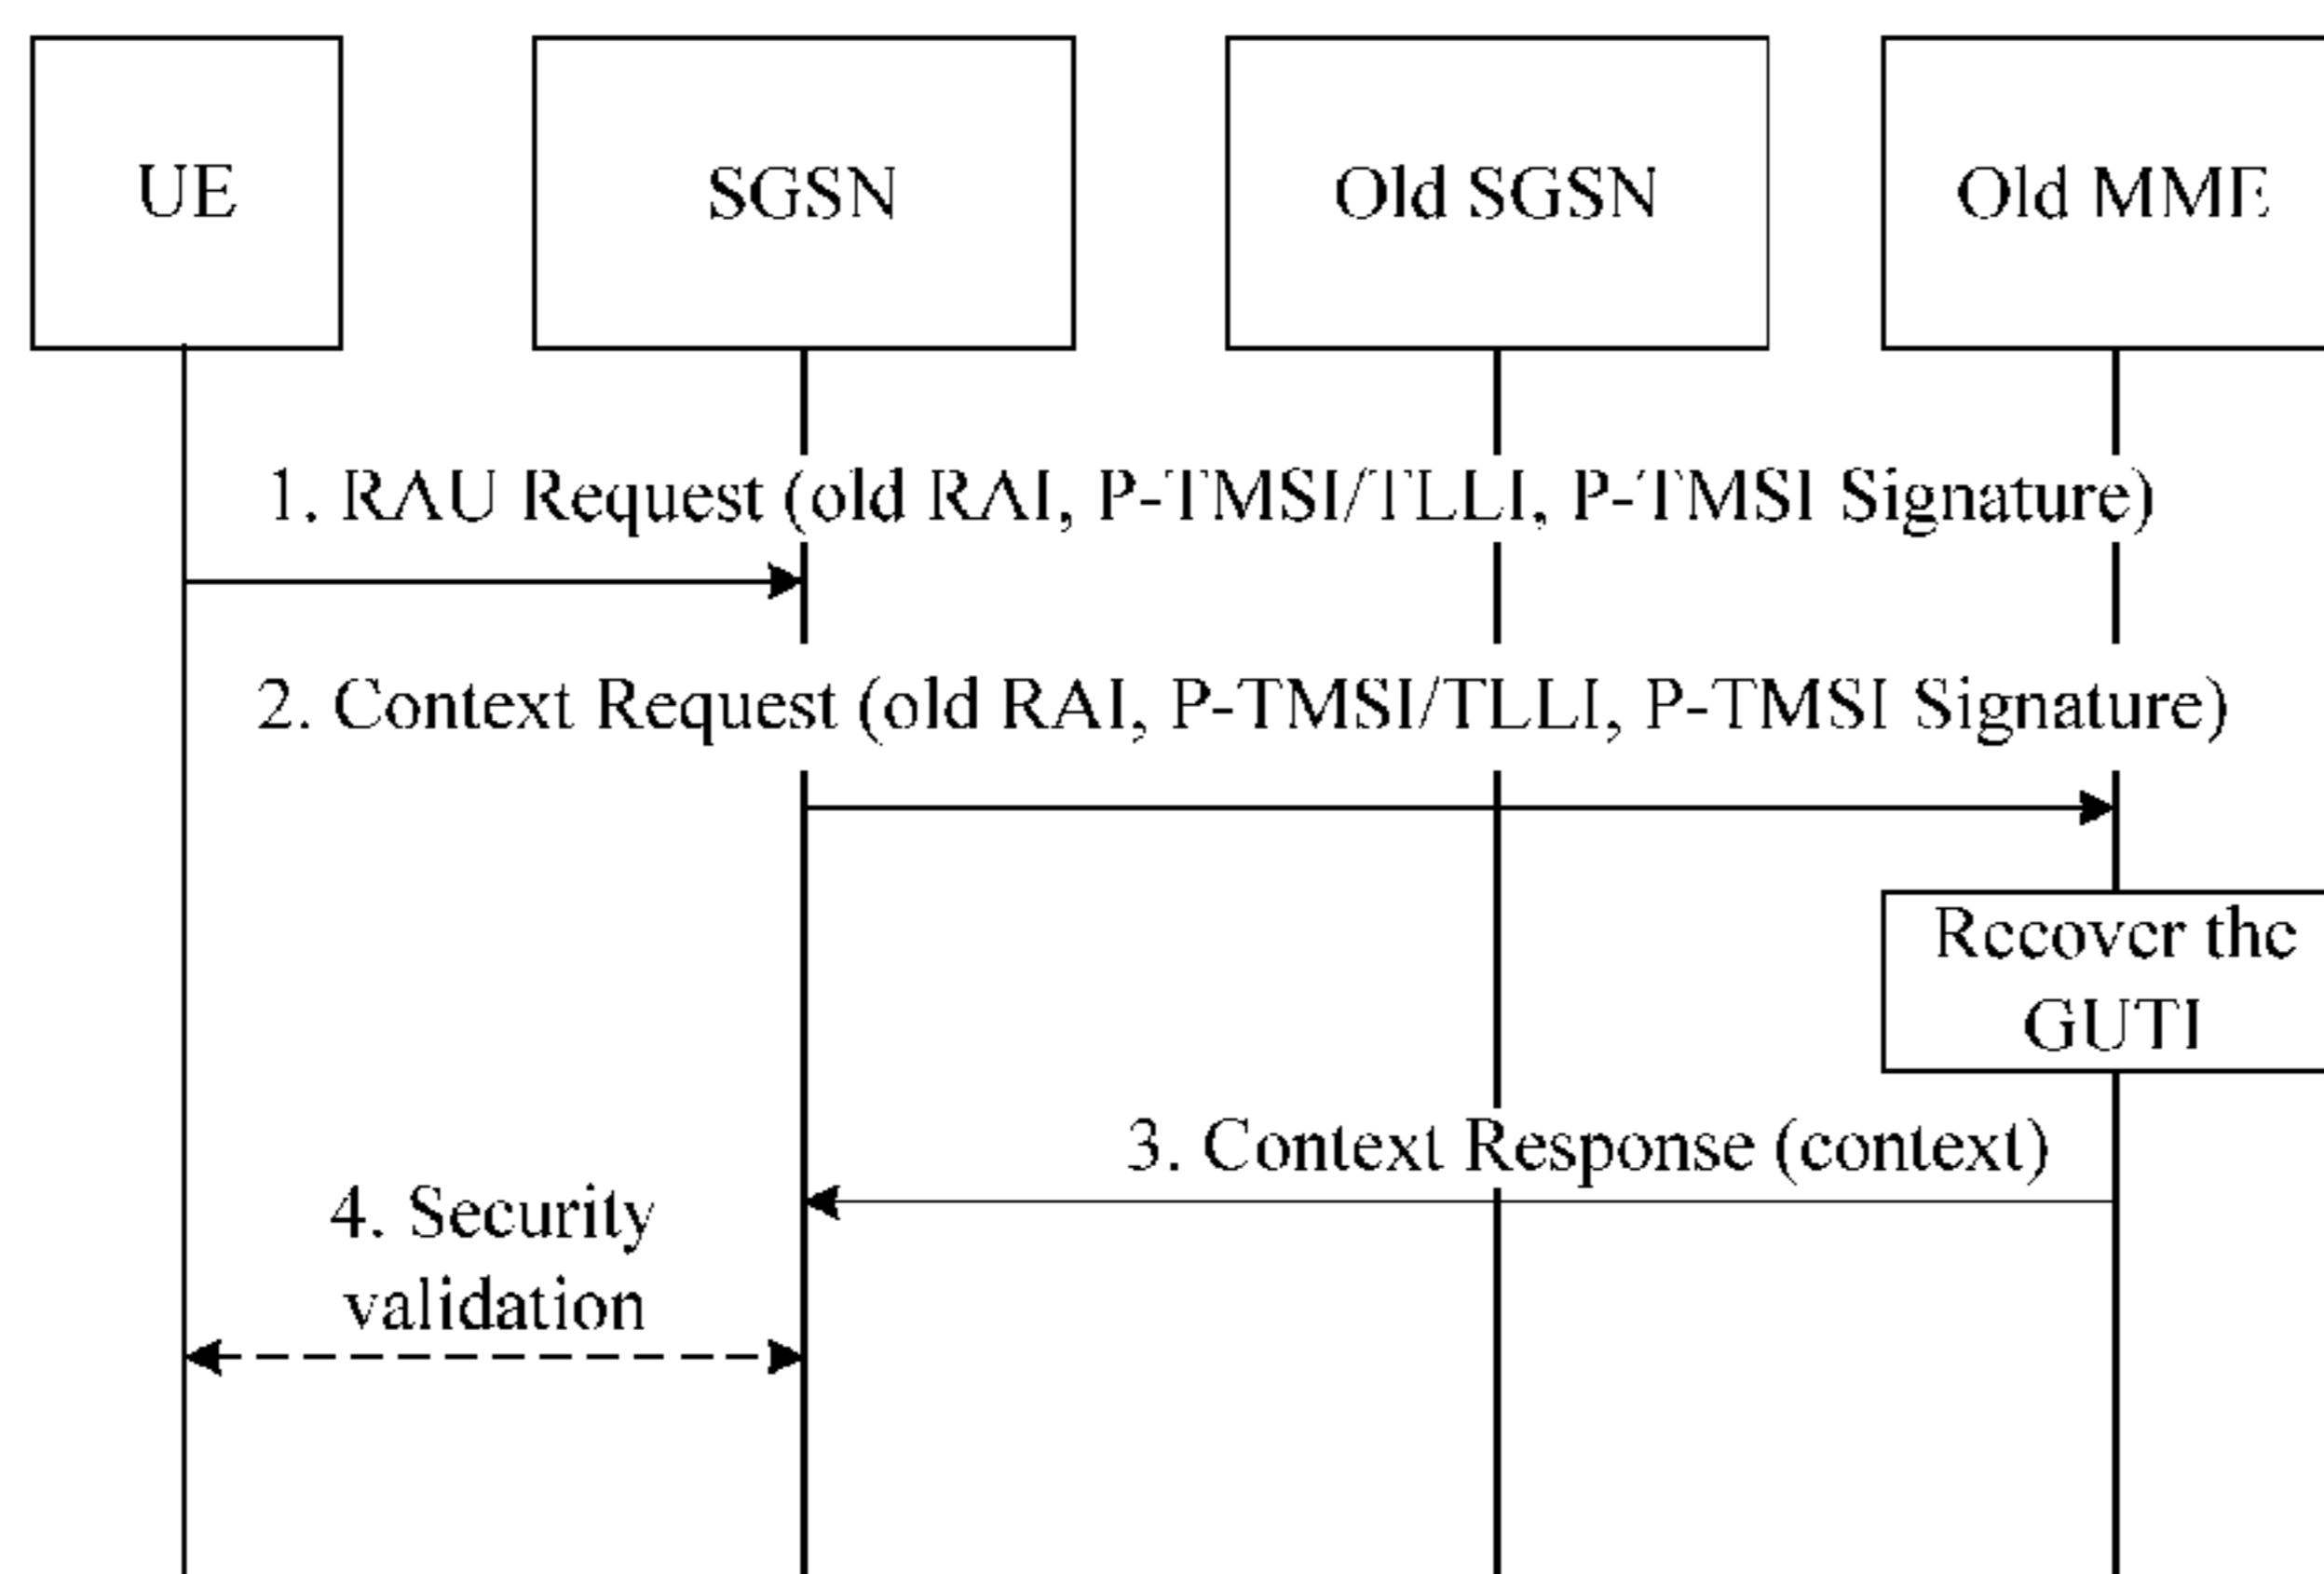 UE
SGSN
Old SGSN
Old MME
1. RAU Request (old RAI, P-TMSI/TLLI, P-TMSI Signature)
2. Context Request (old RAI, P-TMSI/TLLI, P-TMSI Signature)
Recover the
GUTI
3. Context Response (context)
4. Security
validation